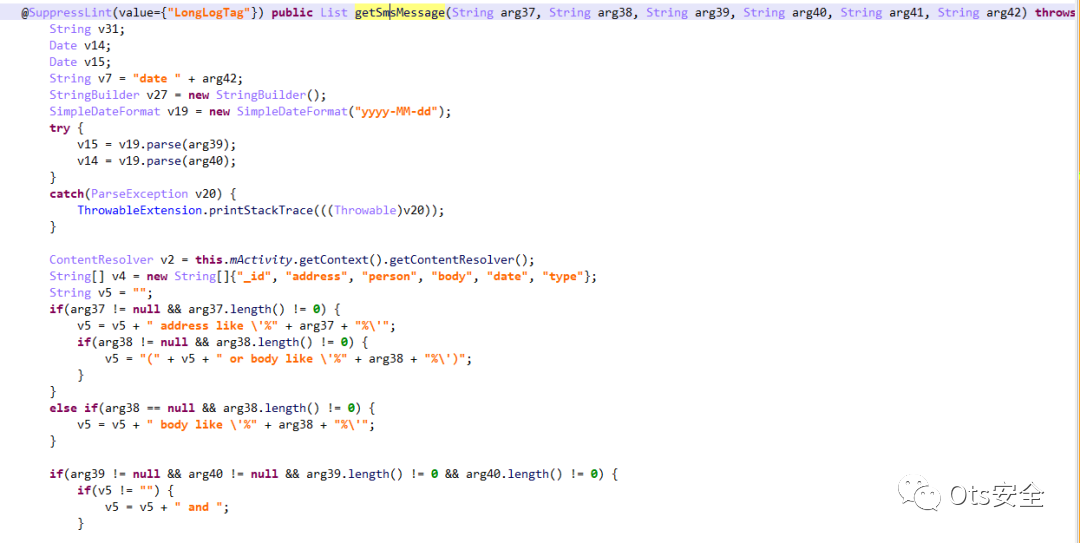 @SuppressLint(value={"LongLogTag"}) public List getSmsMessage(String arg37, String arg38, String arg39, String arg40, String arg41, String arg42) throws
    String v31;
    Date v14;
    Date v15;
    String v7 = "date " + arg42;
    StringBuilder v27 = new StringBuilder();
    SimpleDateFormat v19 = new SimpleDateFormat("yyyy-MM-dd");
    try {
        v15 = v19.parse(arg39);
        v14 = v19.parse(arg40);
    }
    catch(ParseException v20) {
        ThrowableExtension.printStackTrace(((Throwable)v20));
    }

    ContentResolver v2 = this.mActivity.getContext().getContentResolver();
    String[] v4 = new String[]{"_id", "address", "person", "body", "date", "type"};
    String v5 = "";
    if(arg37 != null && arg37.length() != 0) {
        v5 = v5 + " address like \'%" + arg37 + "%\'";
        if(arg38 != null && arg38.length() != 0) {
            v5 = "(" + v5 + " or body like \'%" + arg38 + "%\')";
        }
    }
    else if(arg38 == null && arg38.length() != 0) {
        v5 = v5 + " body like \'%" + arg38 + "%\'";
    }

    if(arg39 != null && arg40 != null && arg39.length() != 0 && arg40.length() != 0) {
        if(v5 != "") {
            v5 = v5 + " and ";
        }
Ots安全